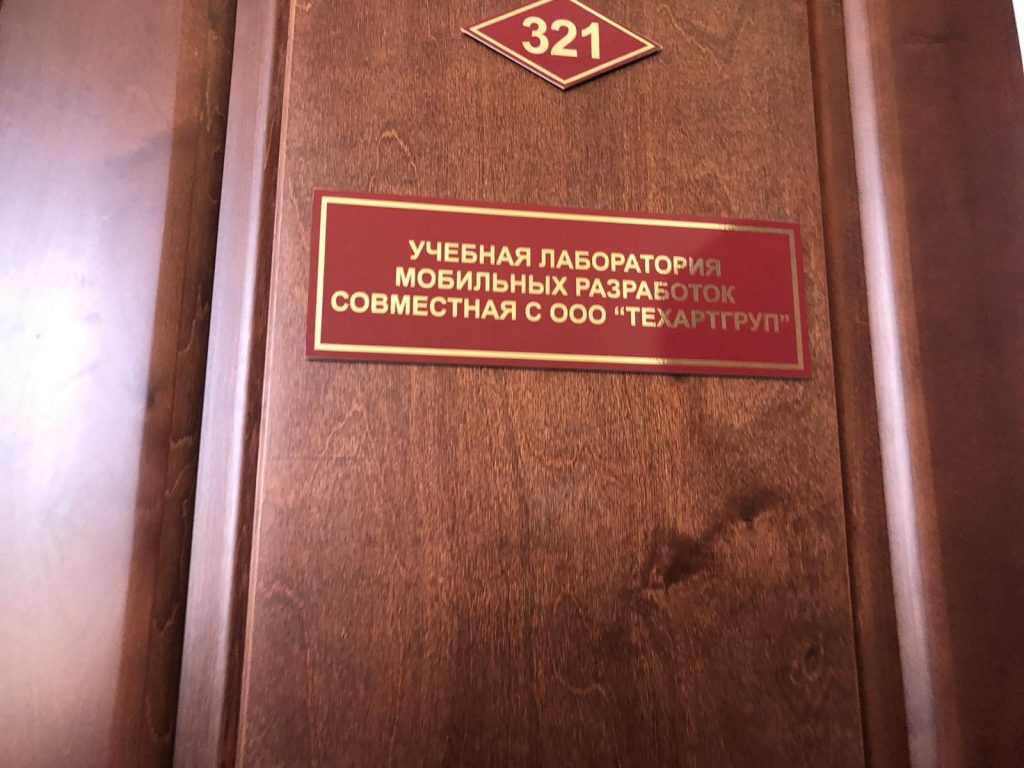 321
УЧЕБНАЯ ЛАБОРАТОРИЯ
МОБИЛЬНЫХ РАЗРАБОТОК
СОВМЕСТНАЯ С ООО “ТЕХАРТГРУП”